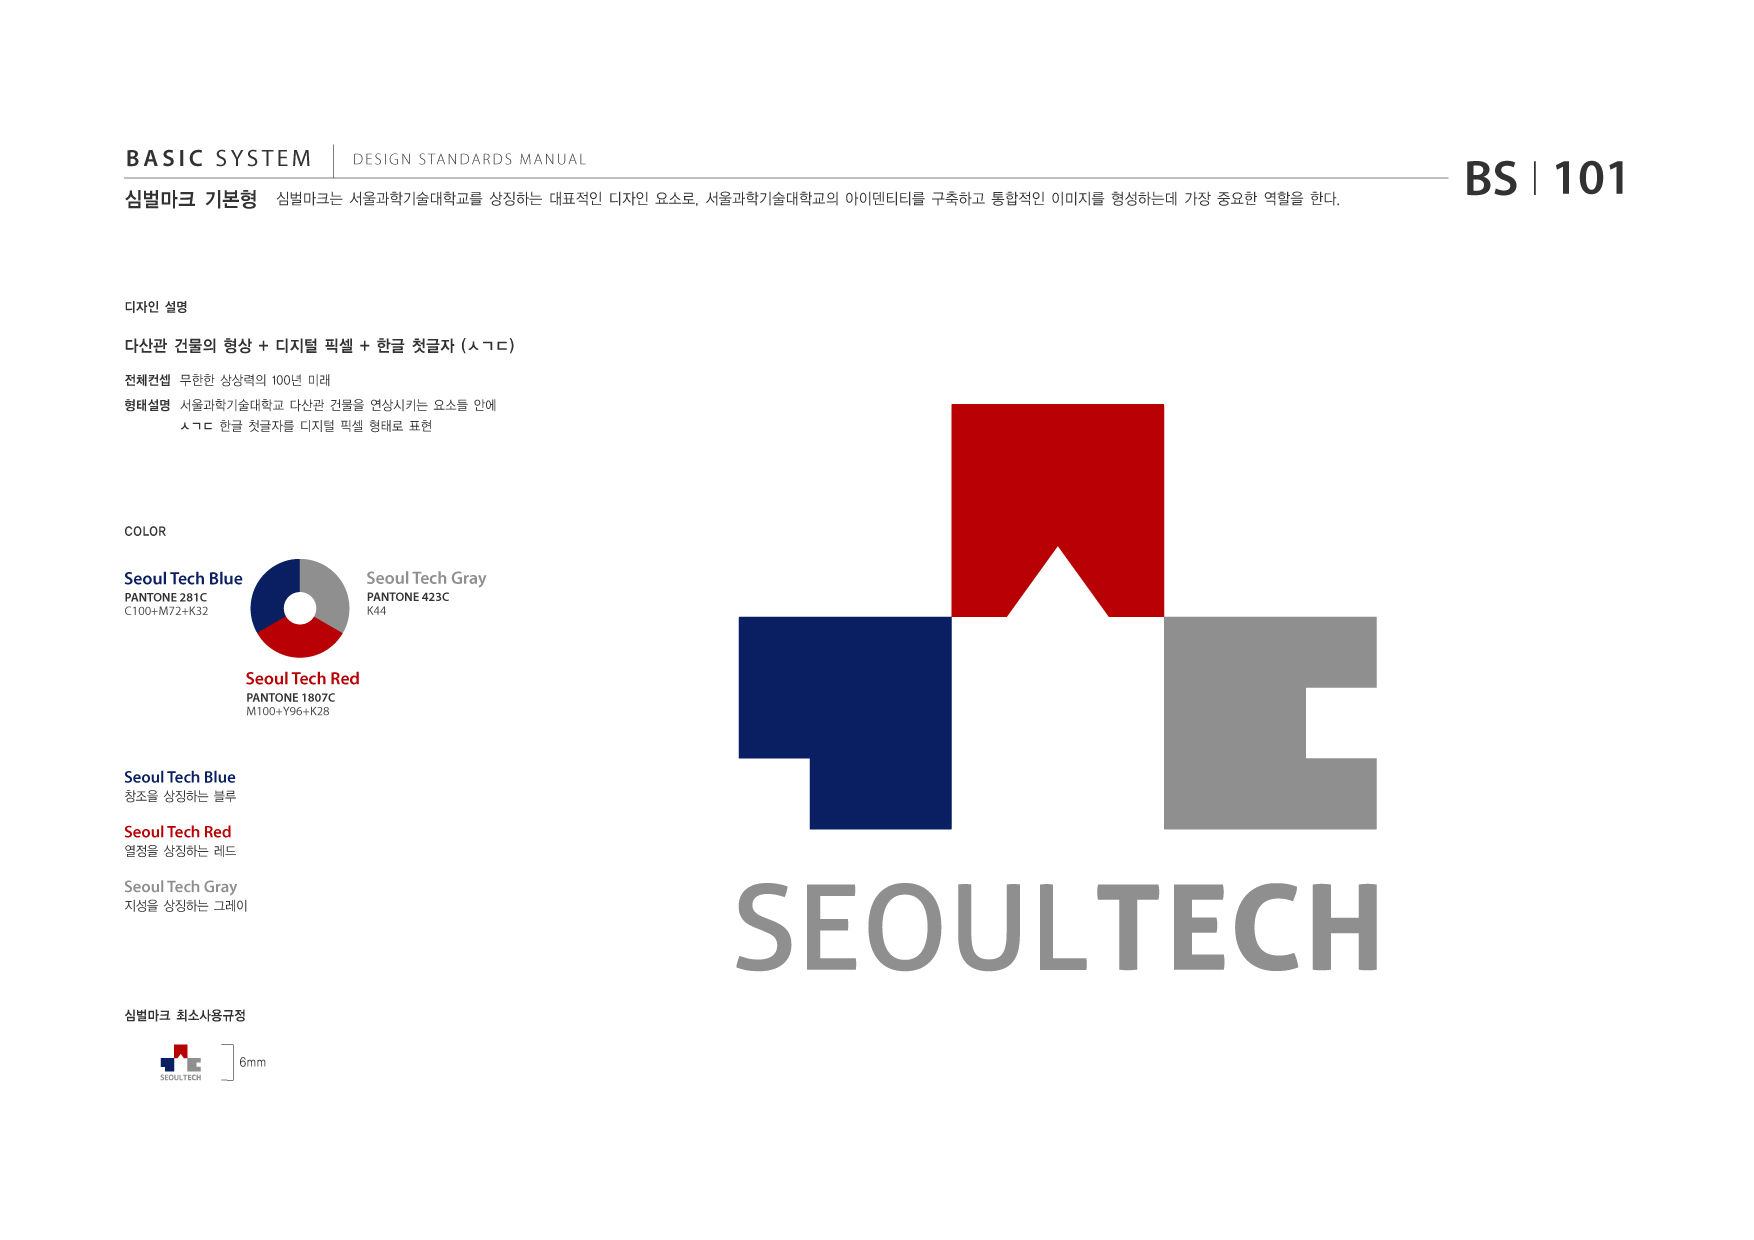 BASIC SYSTEM | DESIGN STANDARDS MANUAL
BS | 101
심벌마크 기본형 심벌마크는 서울과학기술대학교를 상징하는 대표적인 디자인 요소로, 서울과학기술대학교의 아이덴티티를 구축하고 통합적인 이미지를 형성하는데 가장 중요한 역할을 한다.
디자인 설명
다산관 건물의 형상 + 디지털 픽셀 + 한글 첫글자 (ㅅㄱㄷ)
전체컨셉 무한한 상상력의 100년 미래
형태설명 서울과학기술대학교 다산관 건물을 연상시키는 요소들 안에
ㅅㄱㄷ 한글 첫글자를 디지털 픽셀 형태로 표현
COLOR
Seoul Tech Blue
PANTONE 281C
C100+M72+K32
Seoul Tech Gray
PANTONE 423C
K44
Seoul Tech Red
PANTONE 1807C
M100+Y96+K28
Seoul Tech Blue
창조을 상징하는 블루
Seoul Tech Red
열정을 상징하는 레드
Seoul Tech Gray
지성을 상징하는 그레이
SEOULTECH
심벌마크 최소사용규정
SEOULTECH
6mm